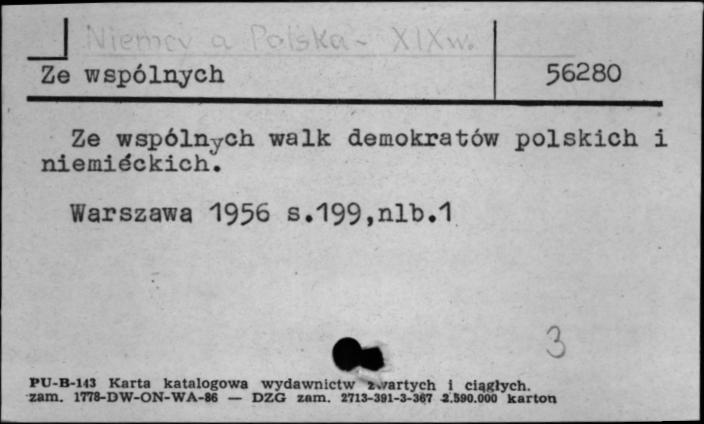 Niemcy a Polska - XIX w.
Ze wspólnych 56280
Ze wspólnych walk demokratów polskich i
niemiéckich.
Warszawa 1956 s.199,nlb.1
3
PU-B-143 Karta katalogowa wydawnictw zwartych i ciągłych.
zam. 1778-DW-ON-WA-86 — DZG zam. 2713-391-3-367 2.590.000 karton